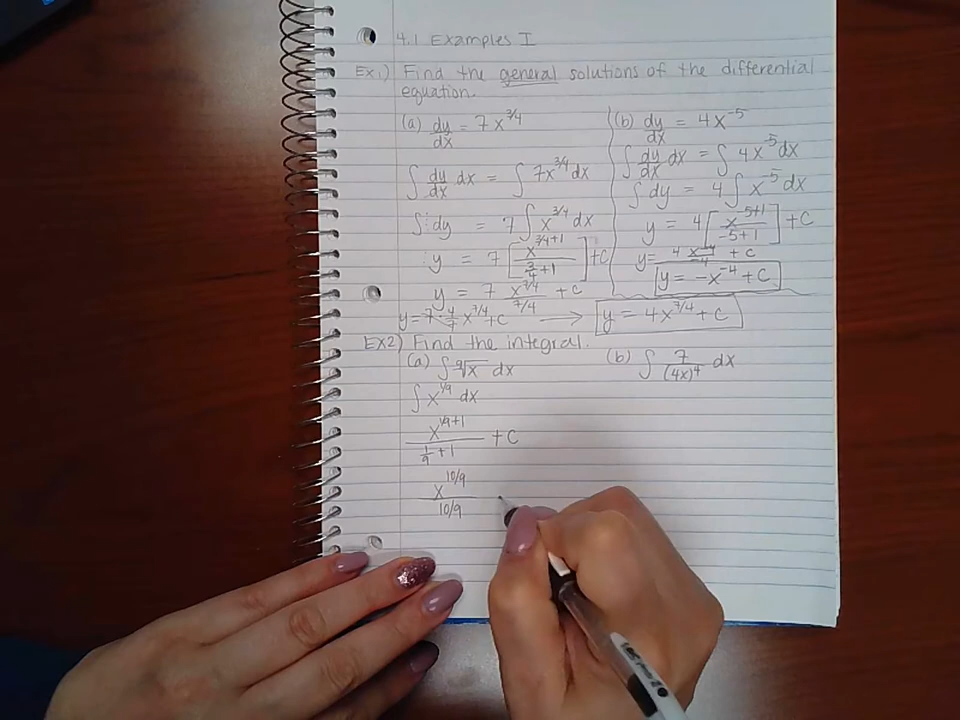 4.1 Examples I
Ex1) Find the general solutions of the differential
equation.
(a) dy/dx = 7x^3/4
∫ dy/dx dx = ∫ 7x^3/4 dx
∫ dy = 7 ∫ x^3/4 dx
y = 7 [ x^3/4+1 / 3/4+1 ] + C
y = 7 x^7/4 / 7/4 + C
y = 7 · 4/7 x^7/4 + C → y = 4x^7/4 + C
(b) dy/dx = 4x^-5
∫ dy/dx dx = ∫ 4x^-5 dx
∫ dy = 4 ∫ x^-5 dx
y = 4 [ x^-5+1 / -5+1 ] + C
y = 4 x^-4 / -4 + C
y = -x^-4 + C
Ex2) Find the integral.
(a) ∫ ⁹√x dx
∫ x^1/9 dx
x^1/9+1 / 1/9+1 + C
x^10/9 / 10/9
(b) ∫ 7/(4x)^4 dx